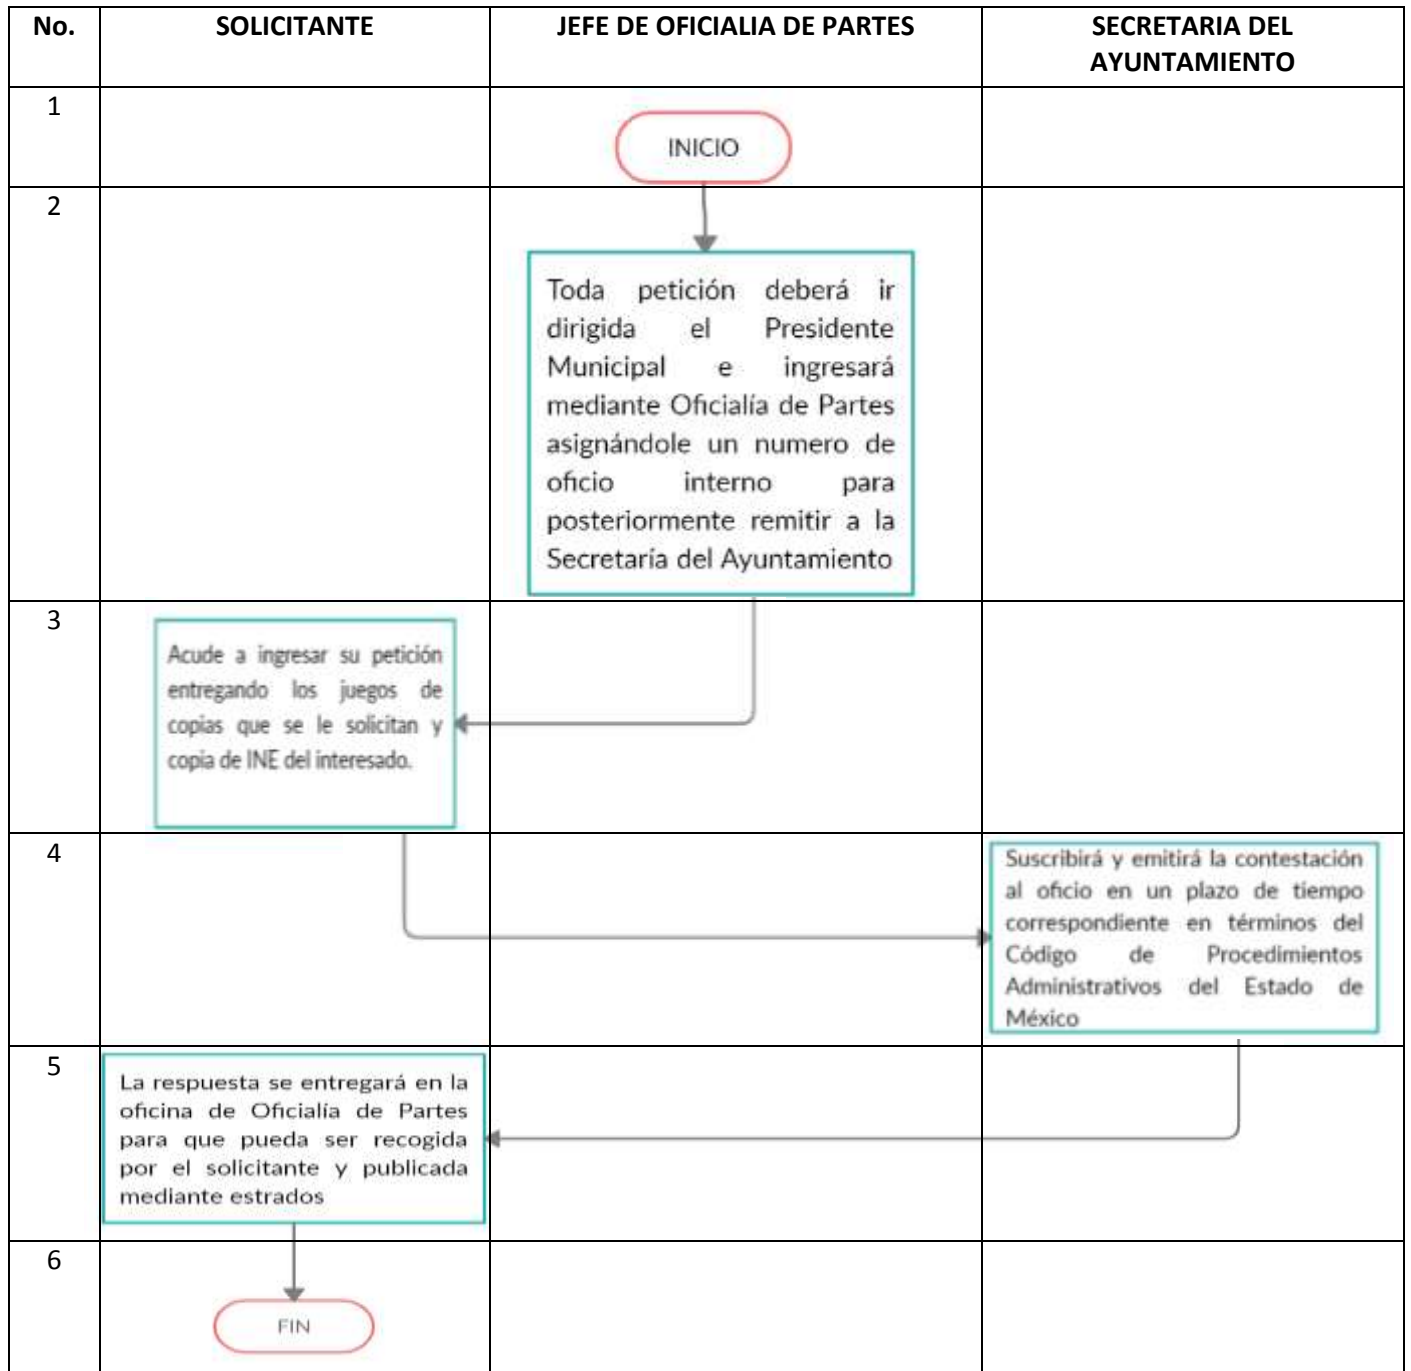 No.
SOLICITANTE
JEFE DE OFICIALIA DE PARTES
SECRETARIA DEL
AYUNTAMIENTO
1
INICIO
2
Toda petición deberá ir
dirigida el Presidente
Municipal e ingresará
mediante Oficialía de Partes
asignándole un numero de
oficio interno para
posteriormente remitir a la
Secretaría del Ayuntamiento
3
Acude a ingresar su petición
entregando los juegos de
copias que se le solicitan y
copia de INE del interesado.
4
Suscribirá y emitirá la contestación
al oficio en un plazo de tiempo
correspondiente en términos del
Código de Procedimientos
Administrativos del Estado de
México
5
La respuesta se entregará en la
oficina de Oficialía de Partes
para que pueda ser recogida
por el solicitante y publicada
mediante estrados
6
FIN